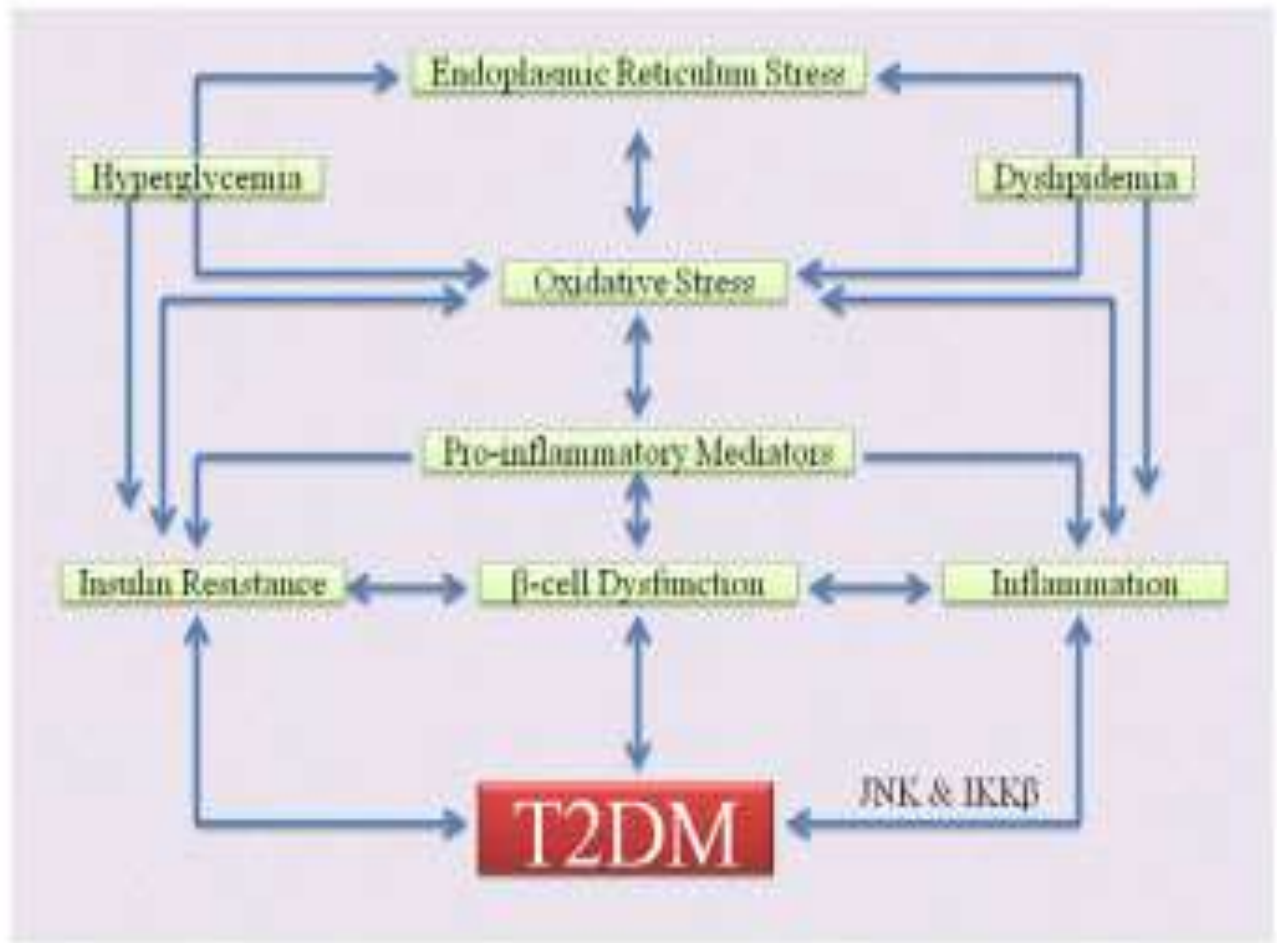 Endoplasmic Reticulum Stress
Hyperglycemia
Dyslipidemia
Oxidative Stress
Pro-inflammatory Mediators
Insulin Resistance
β-cell Dysfunction
Inflammation
JNK & IKKβ
T2DM